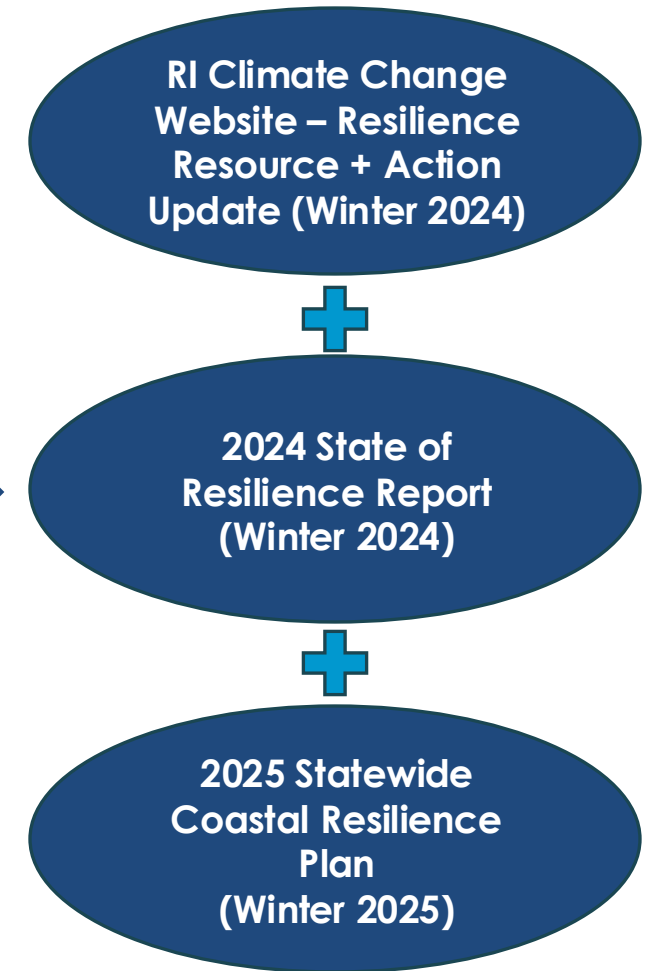 RI Climate Change
Website – Resilience
Resource + Action
Update (Winter 2024)
2024 State of
Resilience Report
(Winter 2024)
2025 Statewide
Coastal Resilience
Plan
(Winter 2025)